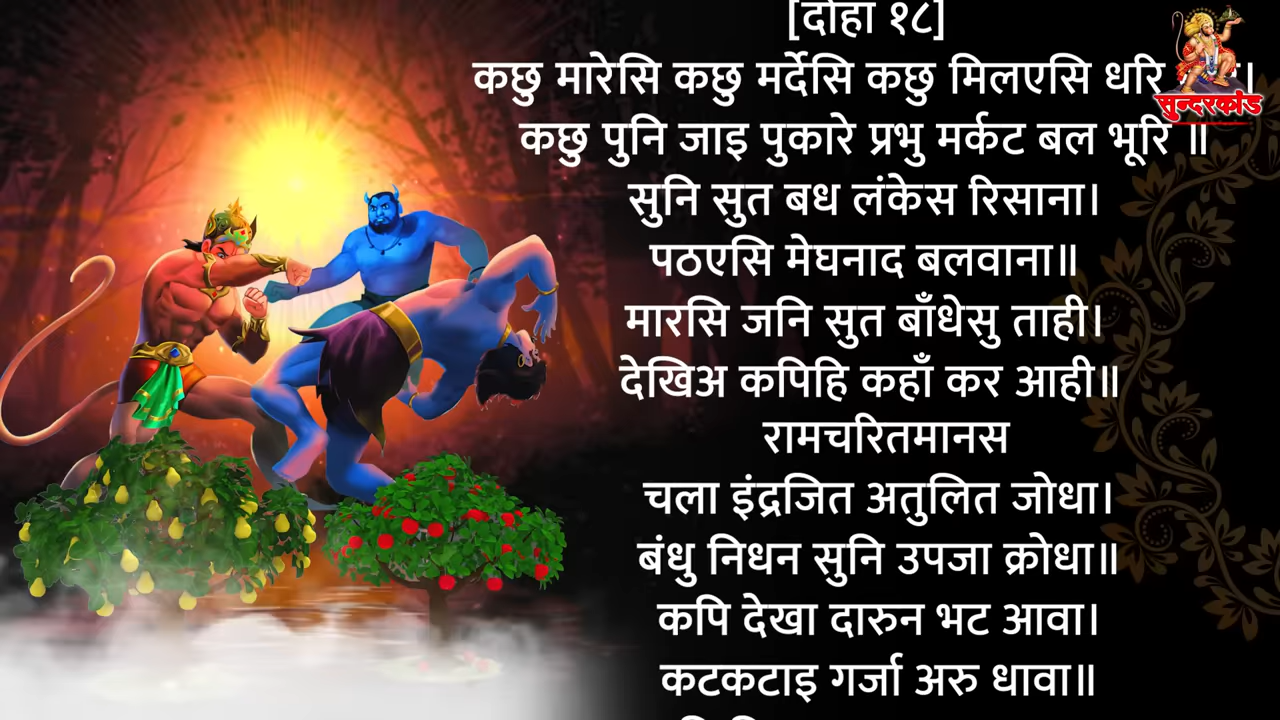 [दोहा १८]
कछु मारेसि कछु मर्देसि कछु मिलएसि धरि
कछु पुनि जाइ पुकारे प्रभु मर्कट बल भूरि ॥
सुनि सुत बध लंकेस रिसाना।
पठएसि मेघनाद बलवाना॥
मारसि जनि सुत बाँधेसु ताही।
देखिअ कपिहि कहाँ कर आही॥
रामचरितमानस
चला इंद्रजित अतुलित जोधा।
बंधु निधन सुनि उपजा क्रोधा॥
कपि देखा दारुन भट आवा।
कटकटाइ गर्जा अरु धावा॥
सुन्दरकांड